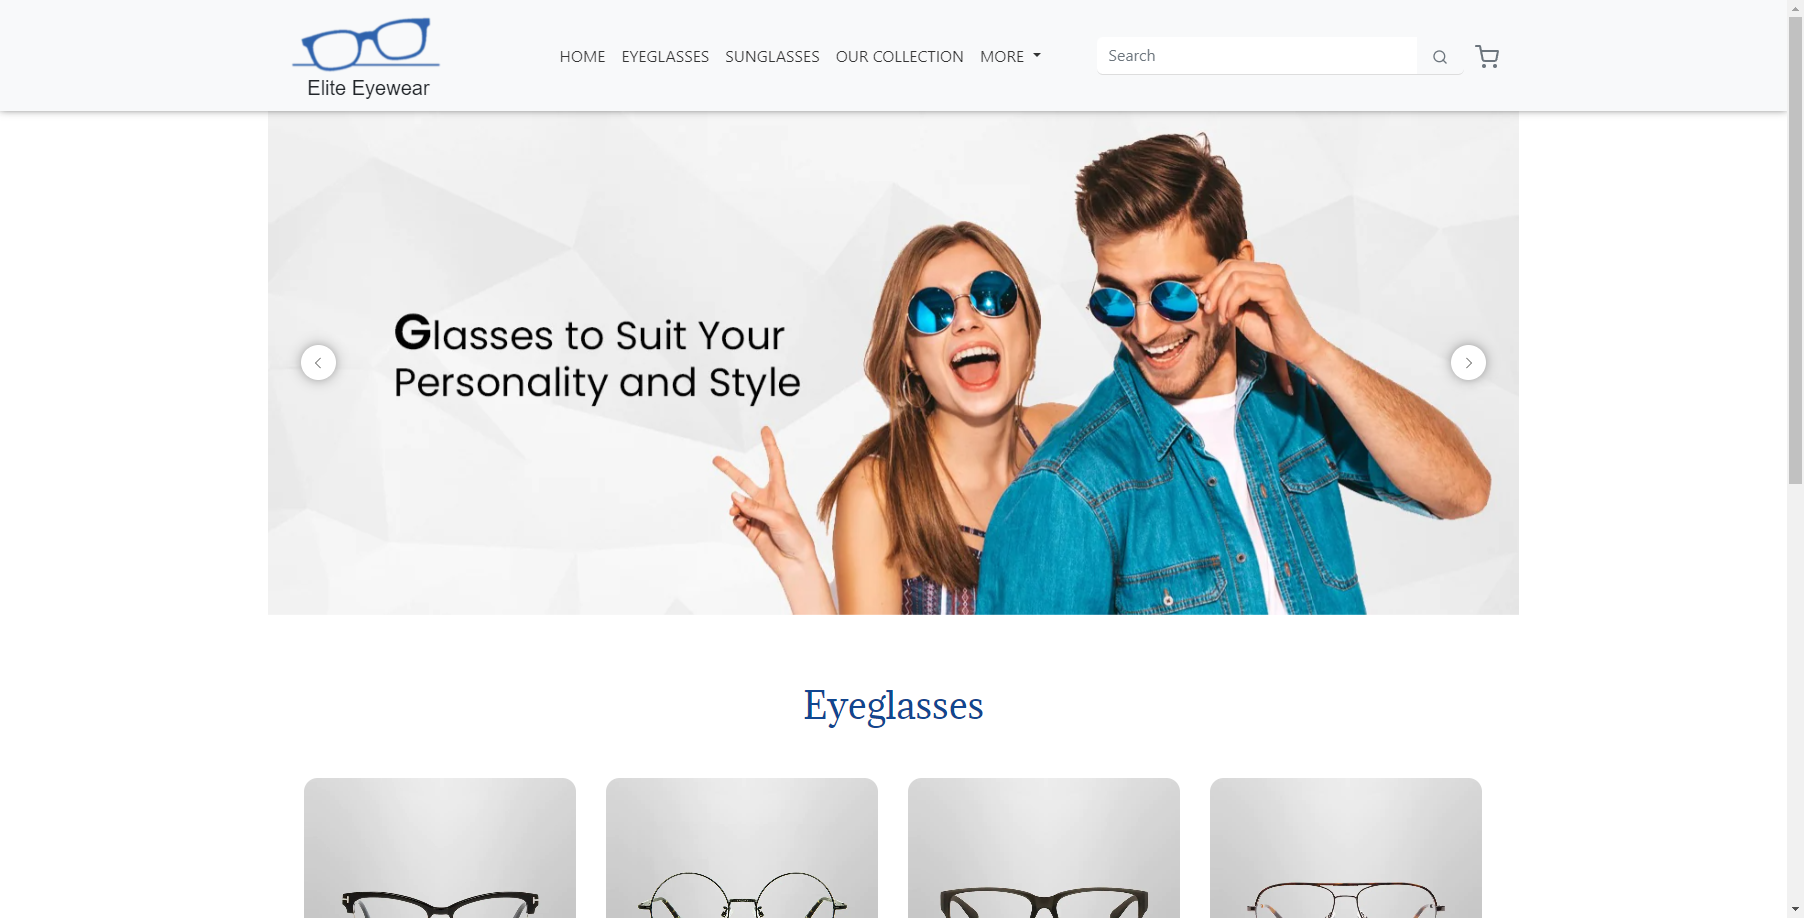 Elite Eyewear
HOME EYEGLASSES SUNGLASSES OUR COLLECTION MORE
Search
Glasses to Suit Your
Personality and Style
Eyeglasses